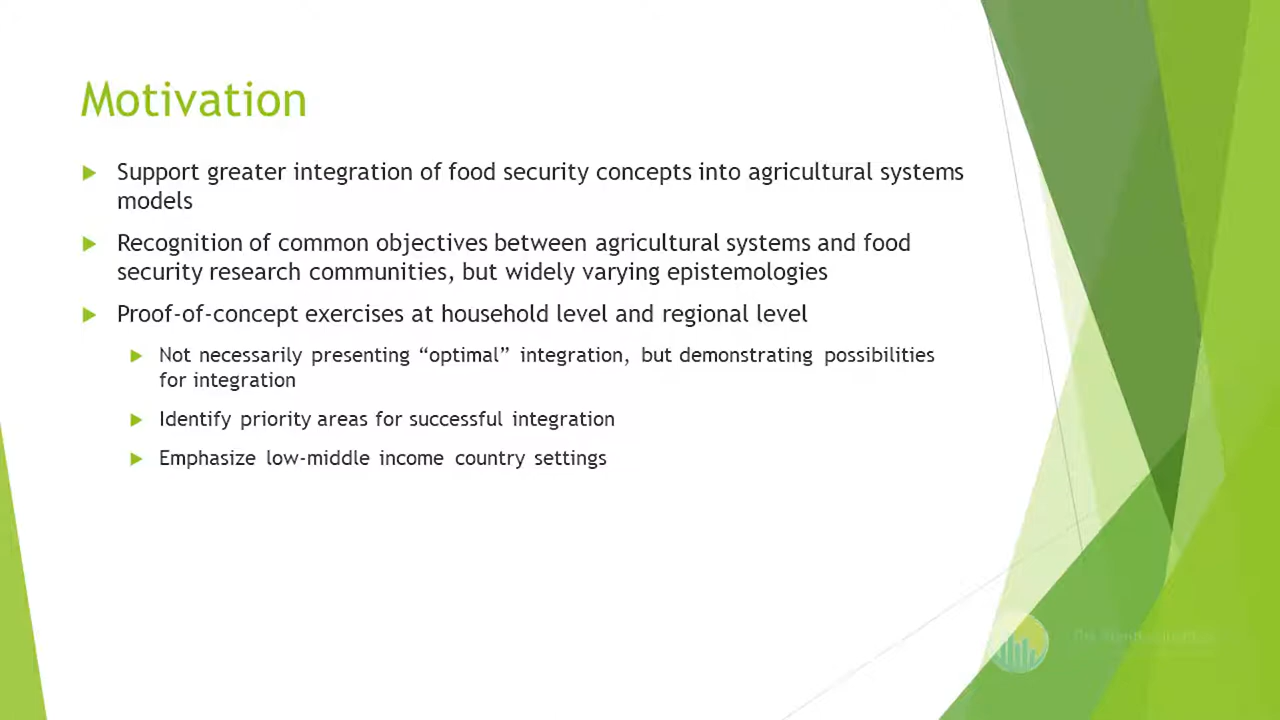 Motivation
Support greater integration of food security concepts into agricultural systems
models
Recognition of common objectives between agricultural systems and food
security research communities, but widely varying epistemologies
Proof-of-concept exercises at household level and regional level
Not necessarily presenting “optimal” integration, but demonstrating possibilities
for integration
Identify priority areas for successful integration
Emphasize low-middle income country settings